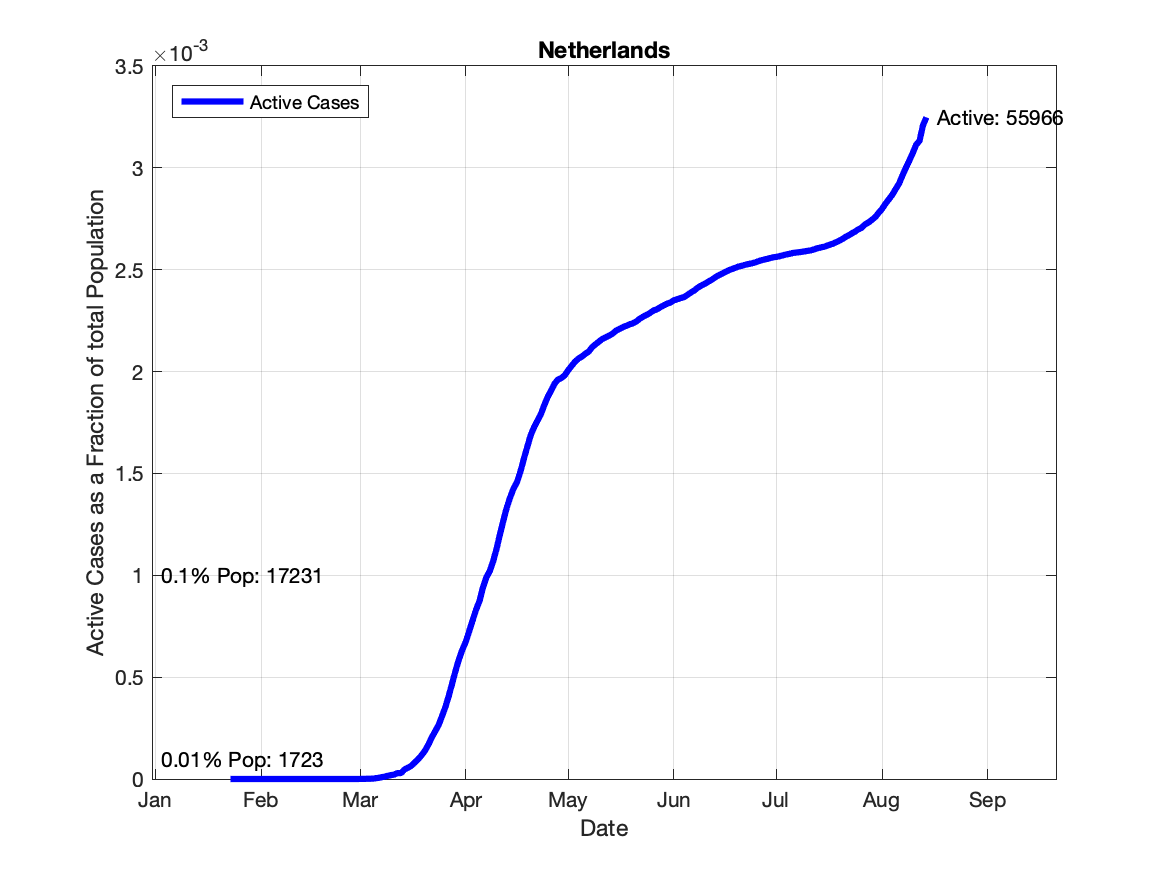 Netherlands
×10-3
Active Cases
Active: 55966
3.5
3
2.5
2
1.5
1
0.5
0
0.1% Pop: 17231
0.01% Pop: 1723
Active Cases as a Fraction of total Population
Jan Feb Mar Apr May Jun Jul Aug Sep
Date